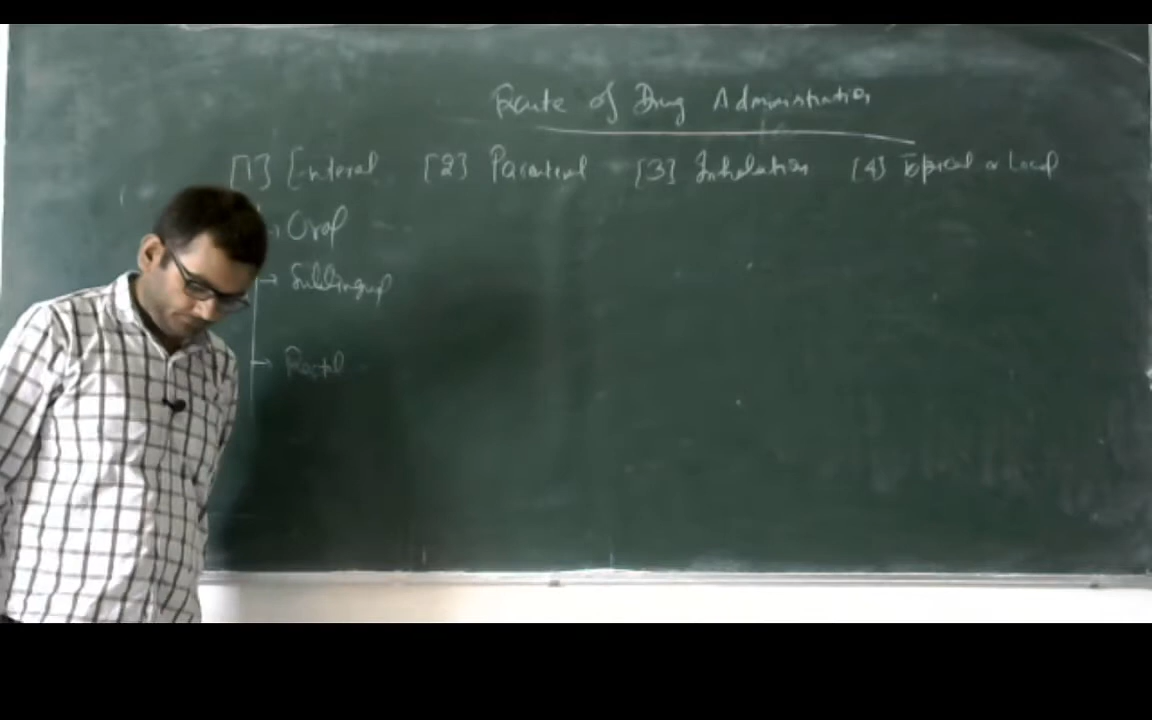 Route of Drug Administration
[1] Enteral [2] Parenteral [3] Inhalation [4] Topical or Local
→ Oral
→ Sublingual
→ Rectal